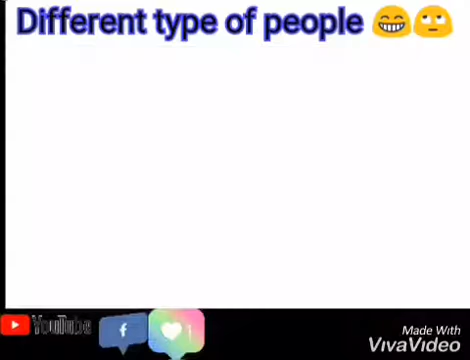 Different type of people 😁🙄
YouTube
f
1
Made With
VivaVideo